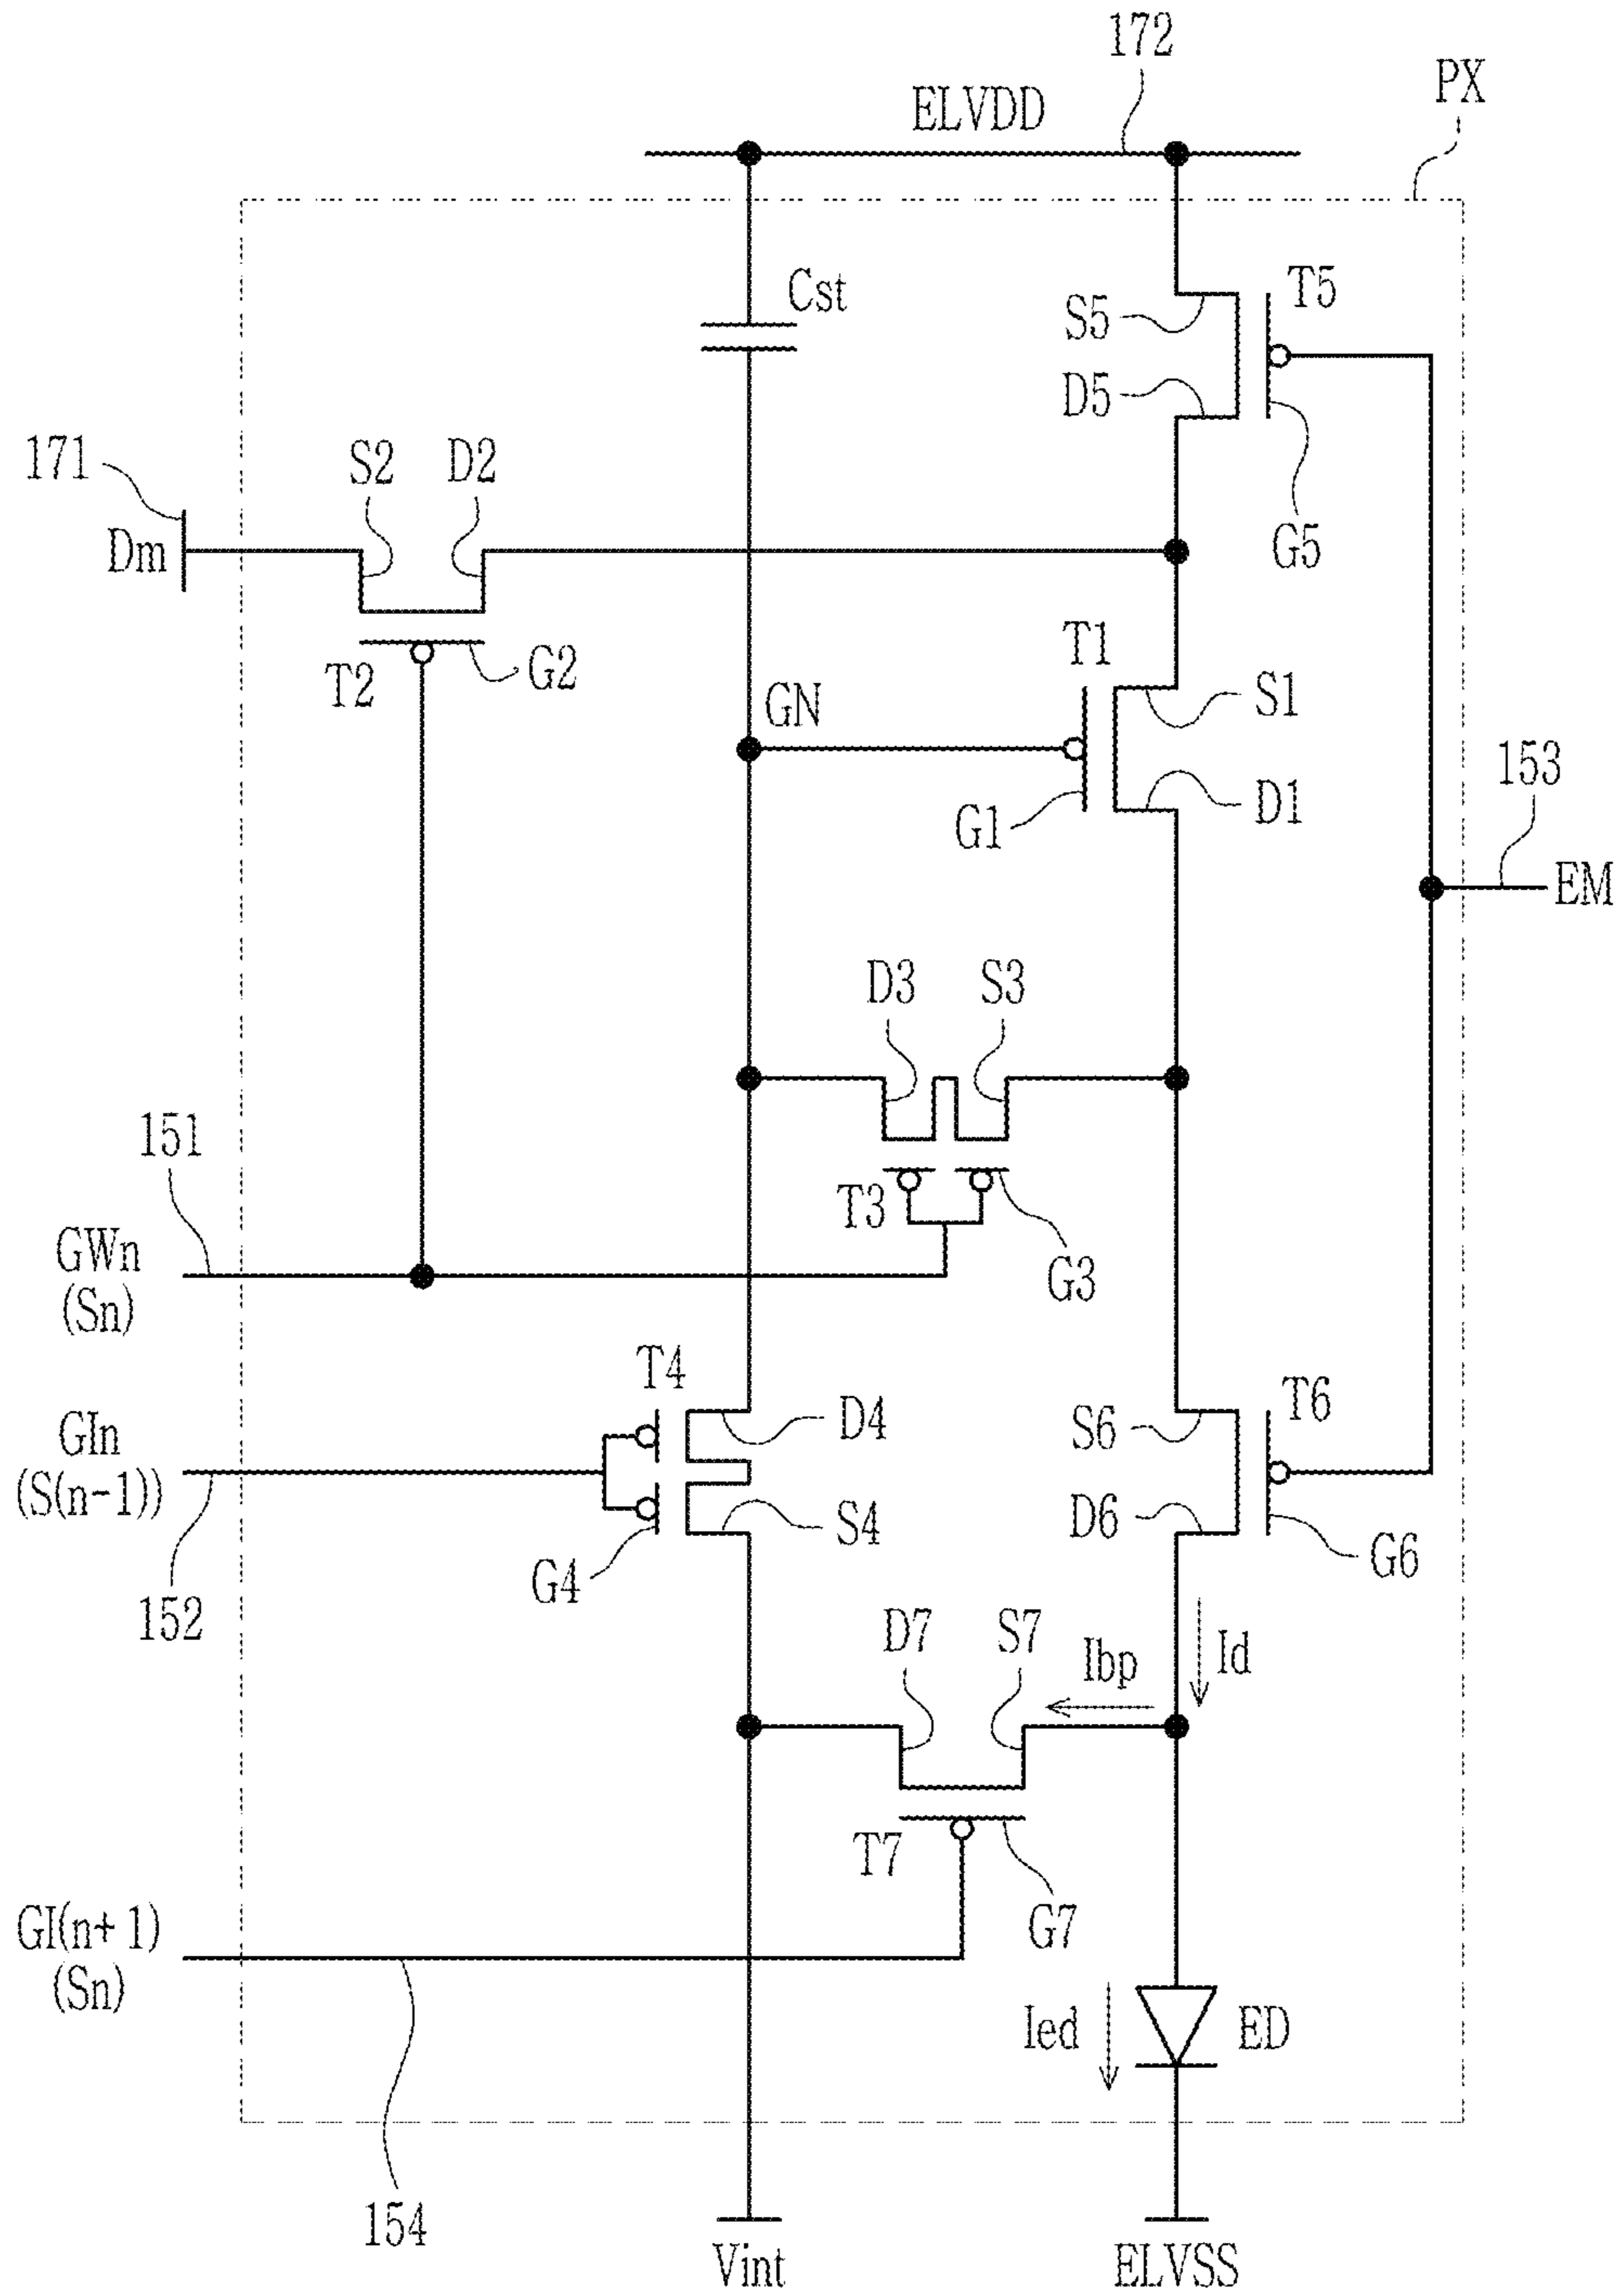 172
ELVDD
PX
Cst
T5
S5
D5
G5
171
S2
D2
Dm
T2
G2
T1
GN
S1
G1
D1
153
EM
D3
S3
151
T3
G3
GWn
(Sn)
T4
GIn
(S(n-1))
D4
S4
G4
152
T6
S6
D6
G6
D7
S7
Ibp
Id
T7
G7
GI(n+1)
(Sn)
Ied
ED
154
Vint
ELVSS